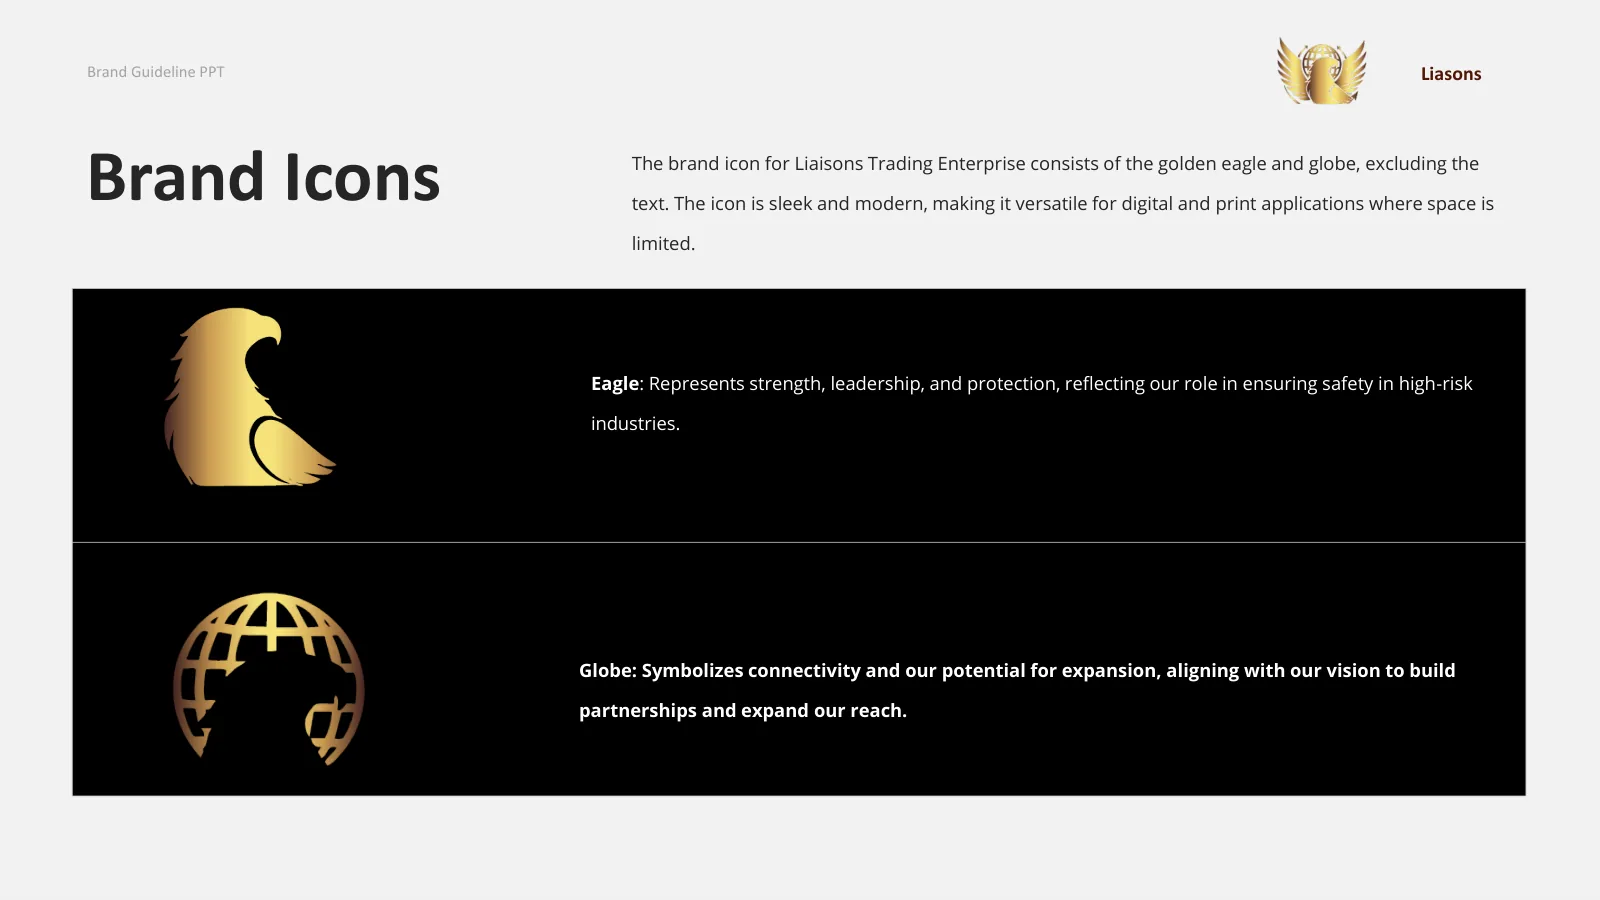 Brand Guideline PPT
Liasons
Brand Icons
The brand icon for Liaisons Trading Enterprise consists of the golden eagle and globe, excluding the
text. The icon is sleek and modern, making it versatile for digital and print applications where space is
limited.
Eagle: Represents strength, leadership, and protection, reflecting our role in ensuring safety in high-risk
industries.
Globe: Symbolizes connectivity and our potential for expansion, aligning with our vision to build
partnerships and expand our reach.